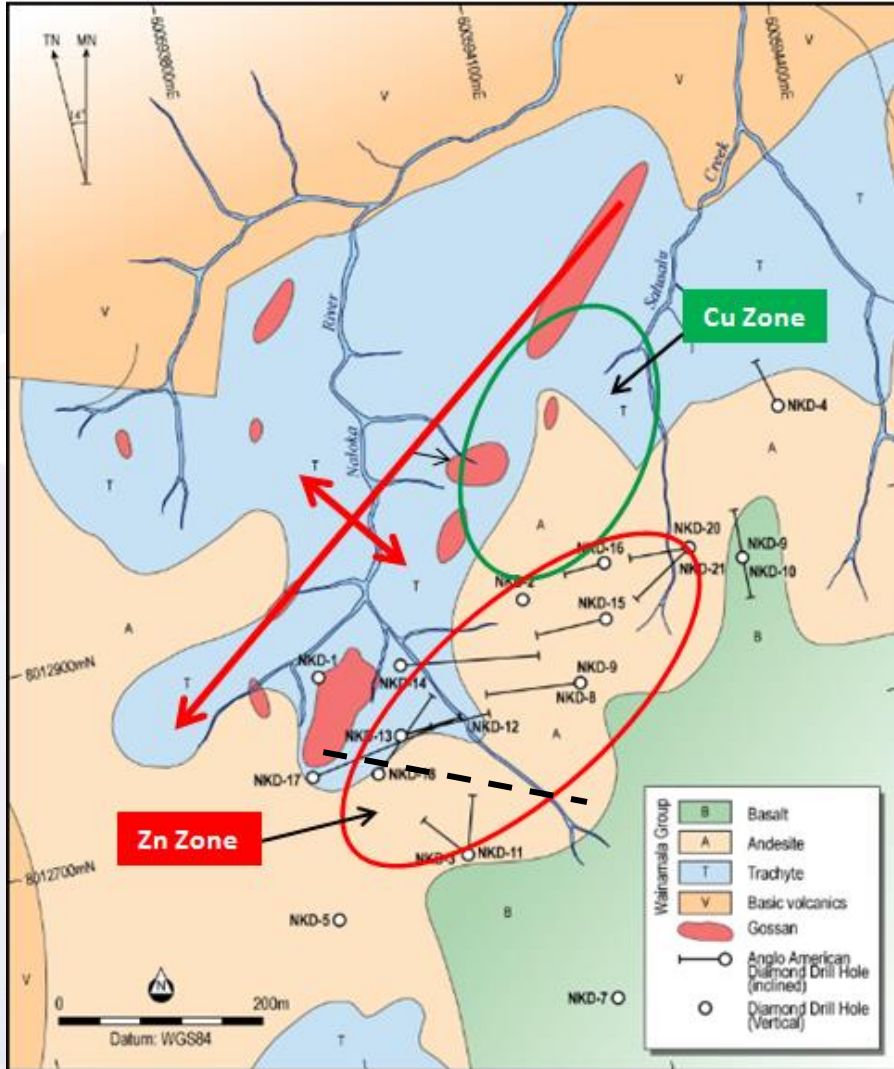 TN MN
14°
600593800mE
600594100mE
600594400mE
V
V
V
V
V
Creek
River
Naloka
T
T
T
T
T
T
T
Cu Zone
NKD-4
A
A
A
A
NKD-20
NKD-16
NKD-21
NKD-9
NKD-10
NKD-2
NKD-15
B
8012900mN
NKD-1
NKD-14
NKD-9
NKD-8
NKD-12
NKD-13
A
NKD-17
NKD-18
Zn Zone
A
NKD-3
NKD-11
8012700mN
NKD-5
B
NKD-7
V
N
0 200m
Datum: WGS84
T
Wainamala Group
B Basalt
A Andesite
T Trachyte
V Basic volcanics
Gossan
Anglo American
Diamond Drill Hole
(inclined)
Diamond Drill Hole
(Vertical)